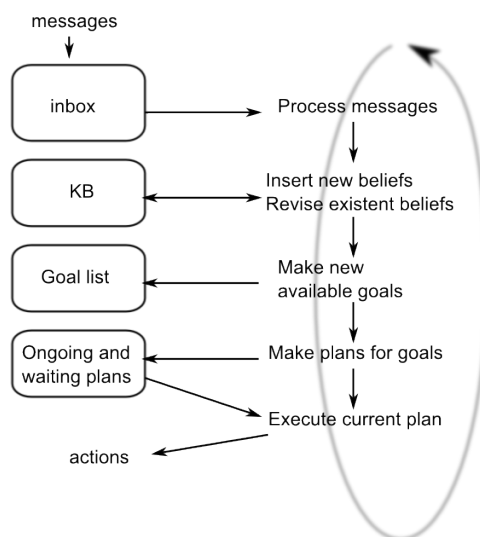 messages
inbox
Process messages
KB
Insert new beliefs
Revise existent beliefs
Goal list
Make new
available goals
Ongoing and
waiting plans
Make plans for goals
Execute current plan
actions